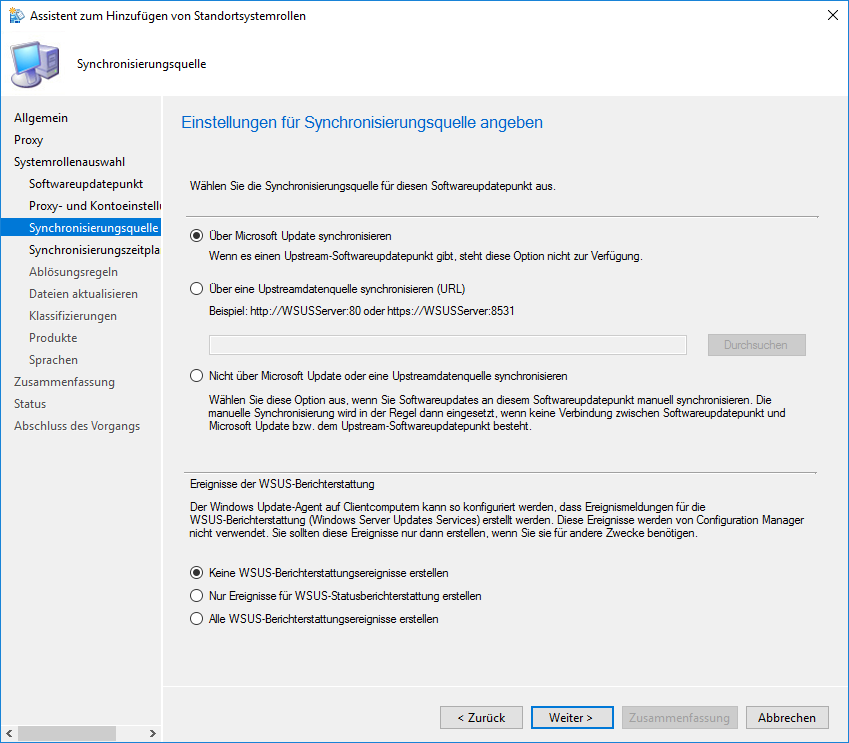 Assistent zum Hinzufügen von Standortsystemrollen
Synchronisierungsquelle
Allgemein
Proxy
Systemrollenauswahl
Softwareupdatepunkt
Proxy- und Kontoeinstellu
Synchronisierungsquelle
Synchronisierungszeitpla
Ablösungsregeln
Dateien aktualisieren
Klassifizierungen
Produkte
Sprachen
Zusammenfassung
Status
Abschluss des Vorgangs
Einstellungen für Synchronisierungsquelle angeben
Wählen Sie die Synchronisierungsquelle für diesen Softwareupdatepunkt aus.
Über Microsoft Update synchronisieren
Wenn es einen Upstream-Softwareupdatepunkt gibt, steht diese Option nicht zur Verfügung.
Über eine Upstreamdatenquelle synchronisieren (URL)
Beispiel: http://WSUSServer:80 oder https://WSUSServer:8531
Durchsuchen
Nicht über Microsoft Update oder eine Upstreamdatenquelle synchronisieren
Wählen Sie diese Option aus, wenn Sie Softwareupdates an diesem Softwareupdatepunkt manuell synchronisieren. Die
manuelle Synchronisierung wird in der Regel dann eingesetzt, wenn keine Verbindung zwischen Softwareupdatepunkt und
Microsoft Update bzw. dem Upstream-Softwareupdatepunkt besteht.
Ereignisse der WSUS-Berichterstattung
Der Windows Update-Agent auf Clientcomputern kann so konfiguriert werden, dass Ereignismeldungen für die
WSUS-Berichterstattung (Windows Server Updates Services) erstellt werden. Diese Ereignisse werden von Configuration Manager
nicht verwendet. Sie sollten diese Ereignisse nur dann erstellen, wenn Sie sie für andere Zwecke benötigen.
Keine WSUS-Berichterstattungsereignisse erstellen
Nur Ereignisse für WSUS-Statusberichterstattung erstellen
Alle WSUS-Berichterstattungsereignisse erstellen
< Zurück
Weiter >
Zusammenfassung
Abbrechen